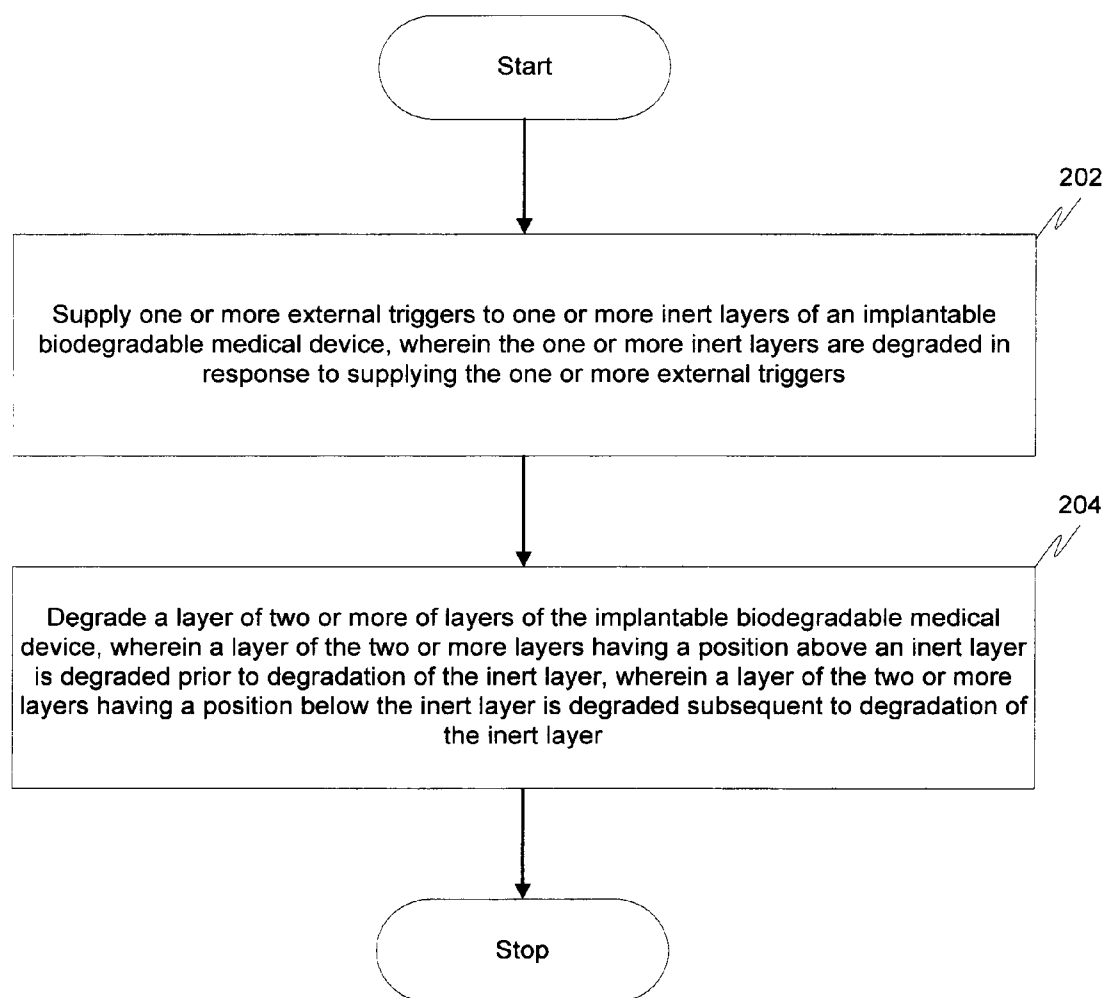 Start
202
Supply one or more external triggers to one or more inert layers of an implantable
biodegradable medical device, wherein the one or more inert layers are degraded in
response to supplying the one or more external triggers
204
Degrade a layer of two or more of layers of the implantable biodegradable medical
device, wherein a layer of the two or more layers having a position above an inert layer
is degraded prior to degradation of the inert layer, wherein a layer of the two or more
layers having a position below the inert layer is degraded subsequent to degradation of
the inert layer
Stop